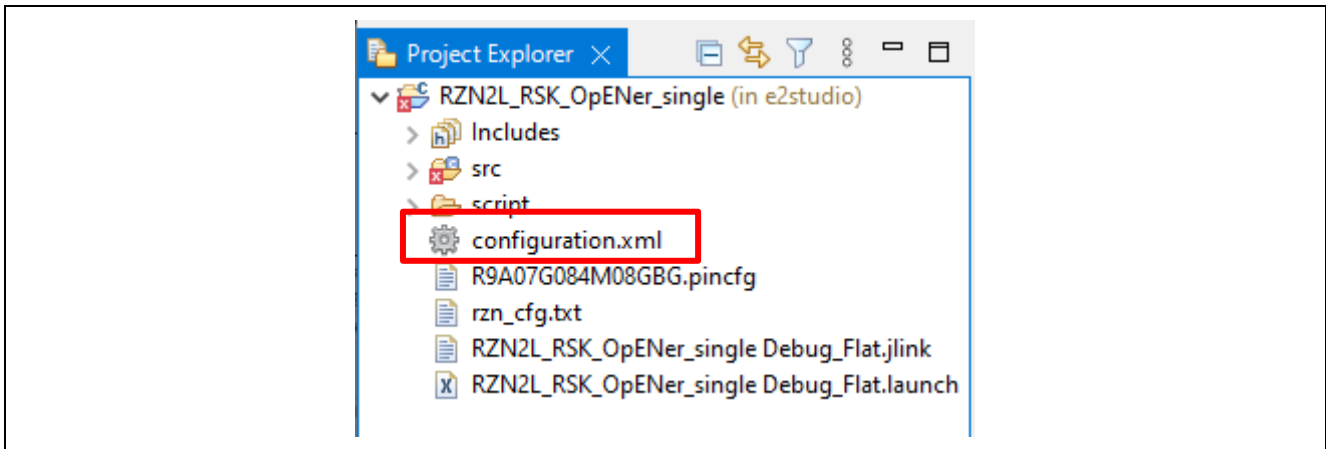 Project Explorer
RZN2L_RSK_OpENer_single (in e2studio)
Includes
src
script
configuration.xml
R9A07G084M08GBG.pincfg
rzn_cfg.txt
RZN2L_RSK_OpENer_single Debug_Flat.jlink
RZN2L_RSK_OpENer_single Debug_Flat.launch